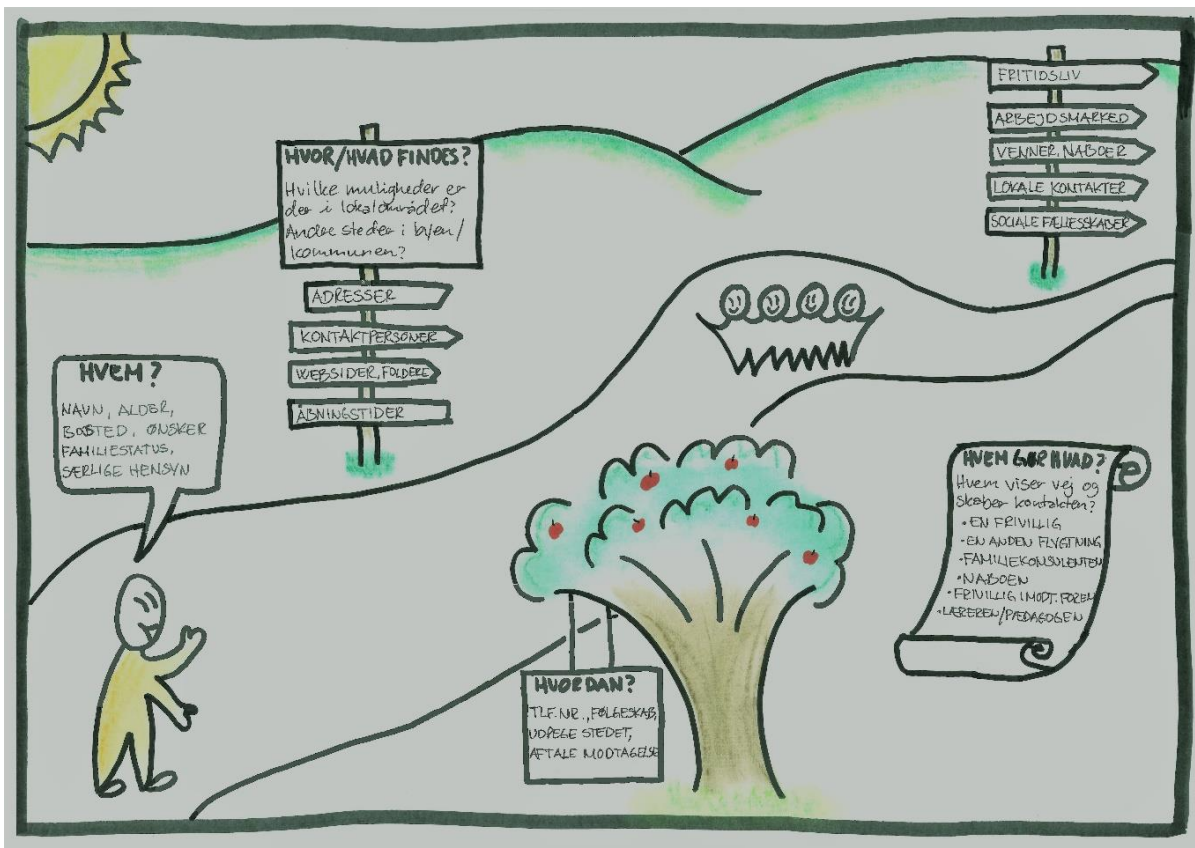 HVOR/HVAD FINDES?
Hvilke muligheder er
der i lokalområdet?
Andre steder i byen/
kommunen?
ADRESSER
KONTAKTPERSONER
WEBSIDER, FOLDERE
ÅBNINGSTIDER
FRITIDSLIV
ARBEJDSMARKED
VENNER, NABOER
LOKALE KONTAKTER
SOCIALE FÆLLESSKABER
HVEM?
NAVN, ALDER,
BOSTED, ØNSKER
FAMILIESTATUS,
SÆRLIGE HENSYN
HVORDAN?
TLF. NR., FØLGESKAB,
UDPEGE STEDET,
AFTALE MODTAGELSE
HVEM GØR HVAD?
Hvem viser vej og
skaber kontakten?
• EN FRIVILLIG
• EN ANDEN FLYGTNING
• FAMILIEKONSULENTEN
• NABOEN
• FRIVILLIG I MODT. FOREN
• LÆREREN/PÆDAGOGEN